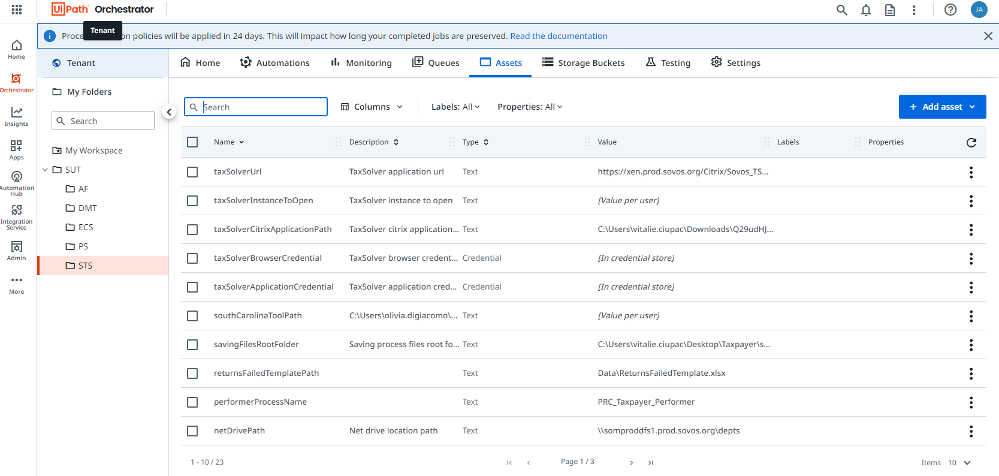 UiPath Orchestrator
JA
Tenant
Proce on policies will be applied in 24 days. This will impact how long your completed jobs are preserved. Read the documentation
Home
Orchestrator
Insights
Apps
Automation
Hub
Integration
Service
Admin
More
Tenant
My Folders
Search
My Workspace
SUT
AF
DMT
ECS
PS
STS
Home Automations Monitoring Queues Assets Storage Buckets Testing Settings
Search Columns Labels: All Properties: All + Add asset
Name Description Type Value Labels Properties
taxSolverUrl TaxSolver application url Text https://xen.prod.sovos.org/Citrix/Sovos_TS...
taxSolverInstanceToOpen TaxSolver instance to open Text [Value per user]
taxSolverCitrixApplicationPath TaxSolver citrix application... Text C:\Users\vitalie.ciupac\Downloads\Q29udHJ...
taxSolverBrowserCredential TaxSolver browser credent... Credential [In credential store]
taxSolverApplicationCredential TaxSolver application cred... Credential [In credential store]
southCarolinaToolPath C:\Users\olivia.digiacomo\... Text [Value per user]
savingFilesRootFolder Saving process files root fo... Text C:\Users\vitalie.ciupac\Desktop\Taxpayer\s...
returnsFailedTemplatePath Text Data\ReturnsFailedTemplate.xlsx
performerProcessName Text PRC_Taxpayer_Performer
netDrivePath Net drive location path Text \\somproddfs1.prod.sovos.org\depts
1 - 10 / 23 Page 1 / 3 Items 10